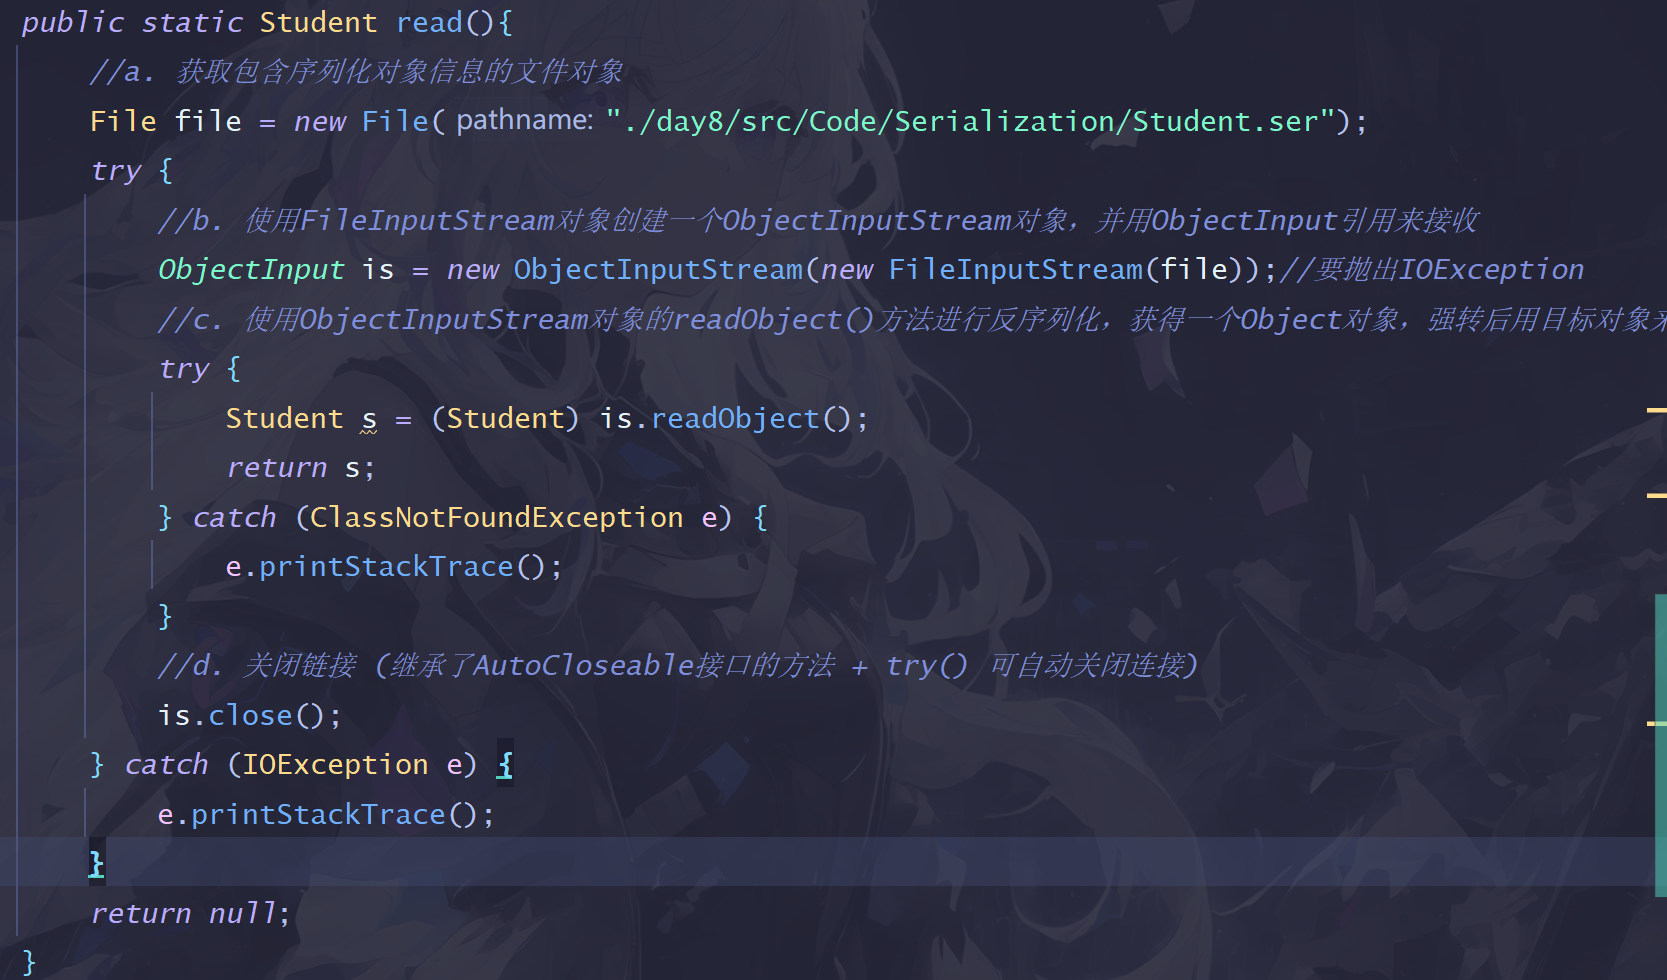 public static Student read(){
//a. 获取包含序列化对象信息的文件对象
File file = new File( pathname: "./day8/src/Code/Serialization/Student.ser");
try {
//b. 使用FileInputStream对象创建一个ObjectInputStream对象，并用ObjectInput引用来接收
ObjectInput is = new ObjectInputStream(new FileInputStream(file));//要抛出IOException
//c. 使用ObjectInputStream对象的readObject()方法进行反序列化，获得一个Object对象，强转后用目标对象来
try {
Student s = (Student) is.readObject();
return s;
} catch (ClassNotFoundException e) {
e.printStackTrace();
}
//d. 关闭链接 (继承了AutoCloseable接口的方法 + try() 可自动关闭连接)
is.close();
} catch (IOException e) {
e.printStackTrace();
}
return null;
}